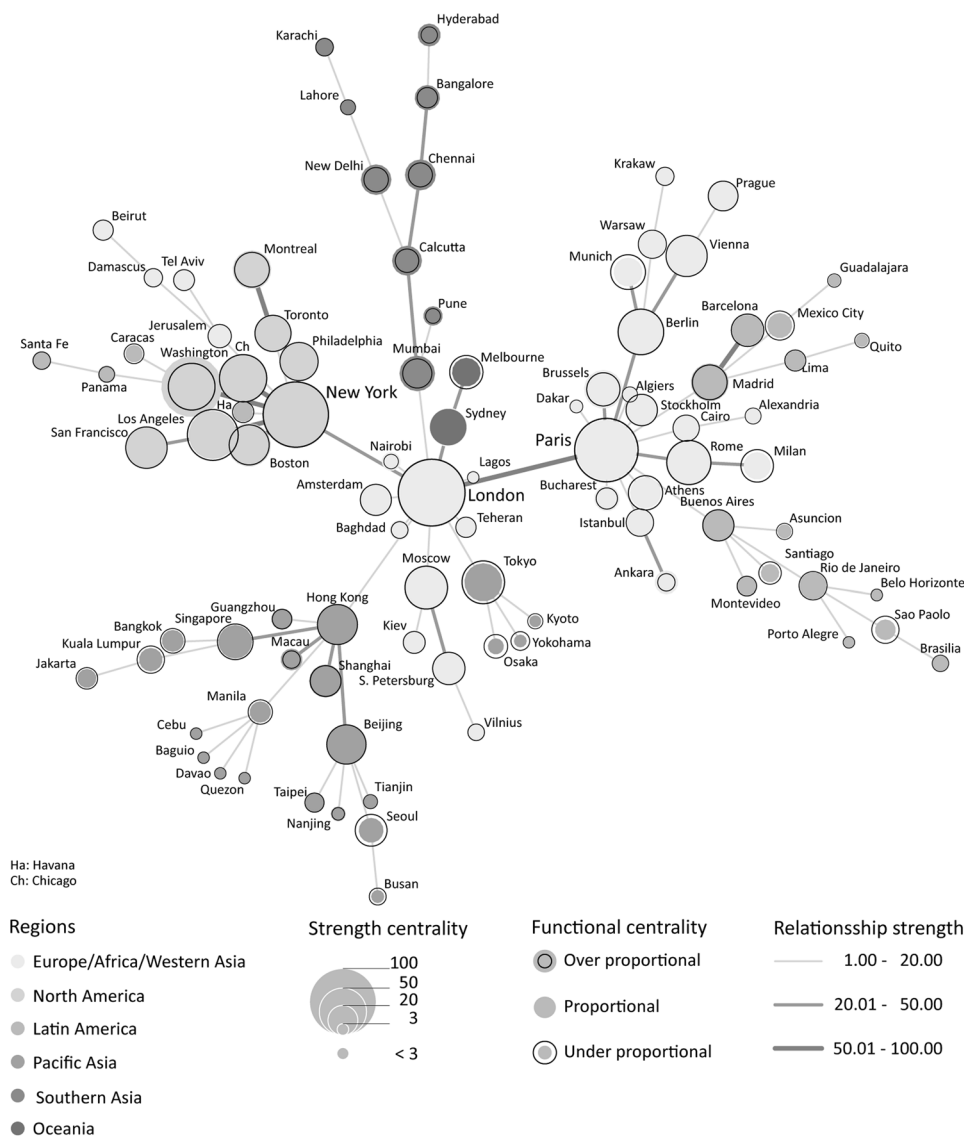 Hyderabad
Karachi
Bangalore
Lahore
Chennai
New Delhi
Krakaw
Prague
Beirut
Warsaw
Vienna
Montreal
Calcutta
Munich
Damascus
Tel Aviv
Guadalajara
Pune
Barcelona
Mexico City
Jerusalem
Toronto
Berlin
Santa Fe
Caracas
Ch
Philadelphia
Quito
Washington
Mumbai
Melbourne
Lima
Panama
Brussels
Algiers
Madrid
New York
Dakar
Stockholm
Alexandria
Ha
Los Angeles
Sydney
Cairo
San Francisco
Paris
Nairobi
Rome
Milan
Boston
Lagos
Amsterdam
London
Bucharest
Athens
Buenos Aires
Baghdad
Teheran
Istanbul
Asuncion
Moscow
Tokyo
Santiago
Rio de Janeiro
Ankara
Belo Horizonte
Hong Kong
Montevideo
Guangzhou
Singapore
Kyoto
Sao Paolo
Bangkok
Kiev
Kuala Lumpur
Macau
Yokohama
Porto Alegre
Jakarta
Shanghai
Osaka
Brasilia
S. Petersburg
Manila
Cebu
Beijing
Vilnius
Baguio
Davao
Quezon
Taipei
Tianjin
Nanjing
Seoul
Ha: Havana
Ch: Chicago
Busan
Regions
Europe/Africa/Western Asia
North America
Latin America
Pacific Asia
Southern Asia
Oceania
Strength centrality
100
50
20
3
< 3
Functional centrality
Over proportional
Proportional
Under proportional
Relationsship strength
1.00 - 20.00
20.01 - 50.00
50.01 - 100.00